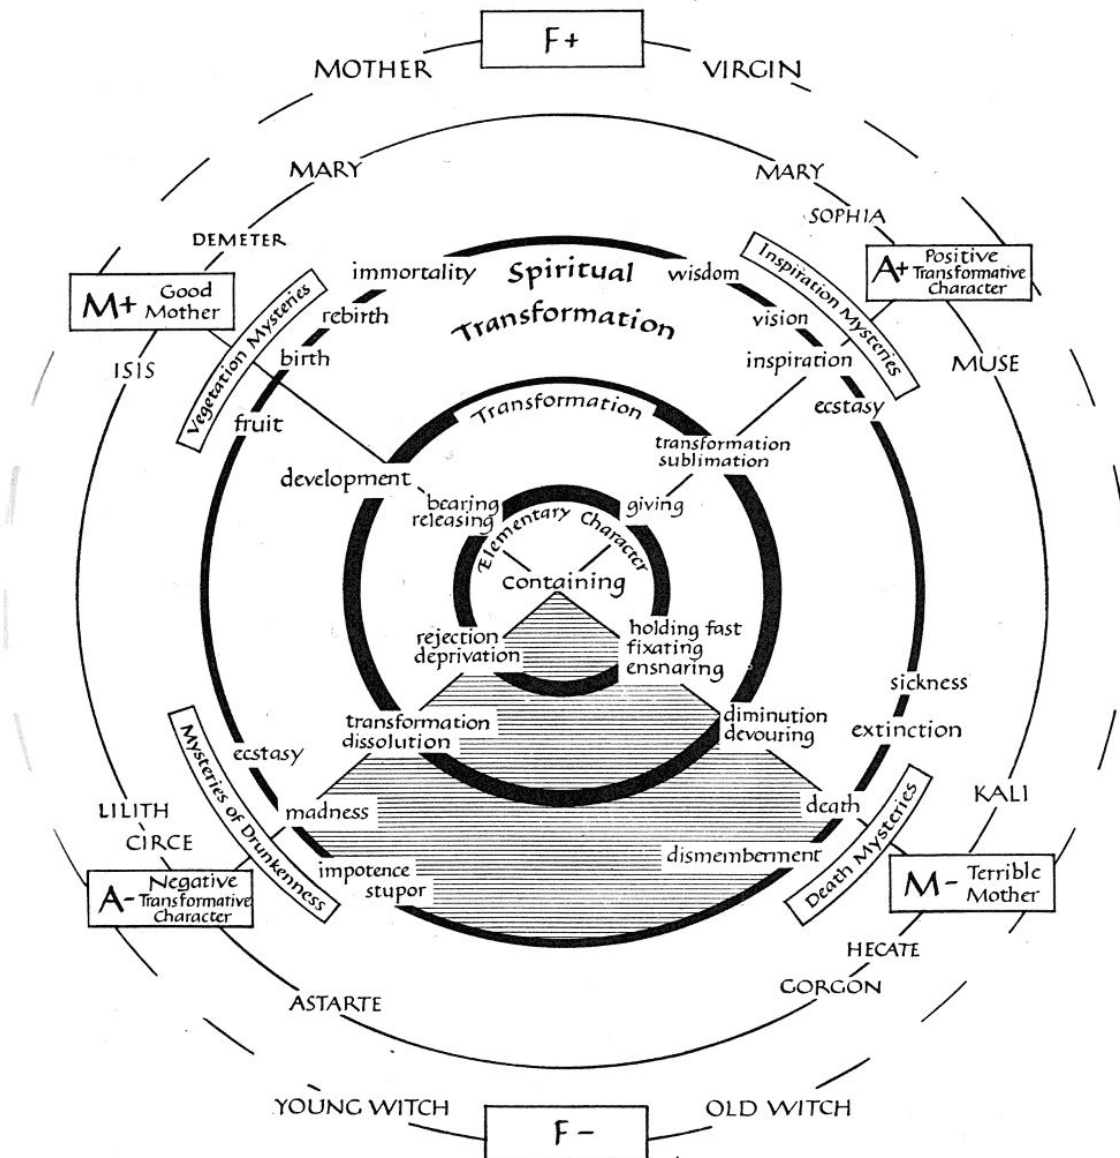 F+
MOTHER
VIRGIN
MARY
MARY
SOPHIA
DEMETER
A+ Positive
Transformative
Character
M+ Good
Mother
Inspiration Mysteries
Vegetation Mysteries
immortality
Spiritual
wisdom
Transformation
rebirth
vision
birth
inspiration
ISIS
MUSE
fruit
ecstasy
Transformation
transformation
sublimation
development
bearing
releasing
giving
Elementary Character
containing
rejection
deprivation
holding fast
fixating
ensnaring
sickness
transformation
dissolution
diminution
devouring
extinction
ecstasy
Mysteries of Drunkenness
madness
death
KALI
LILITH
CIRCE
Death Mysteries
dismemberment
impotence
stupor
A- Negative
Transformative
Character
M- Terrible
Mother
HECATE
GORGON
ASTARTE
YOUNG WITCH
OLD WITCH
F-